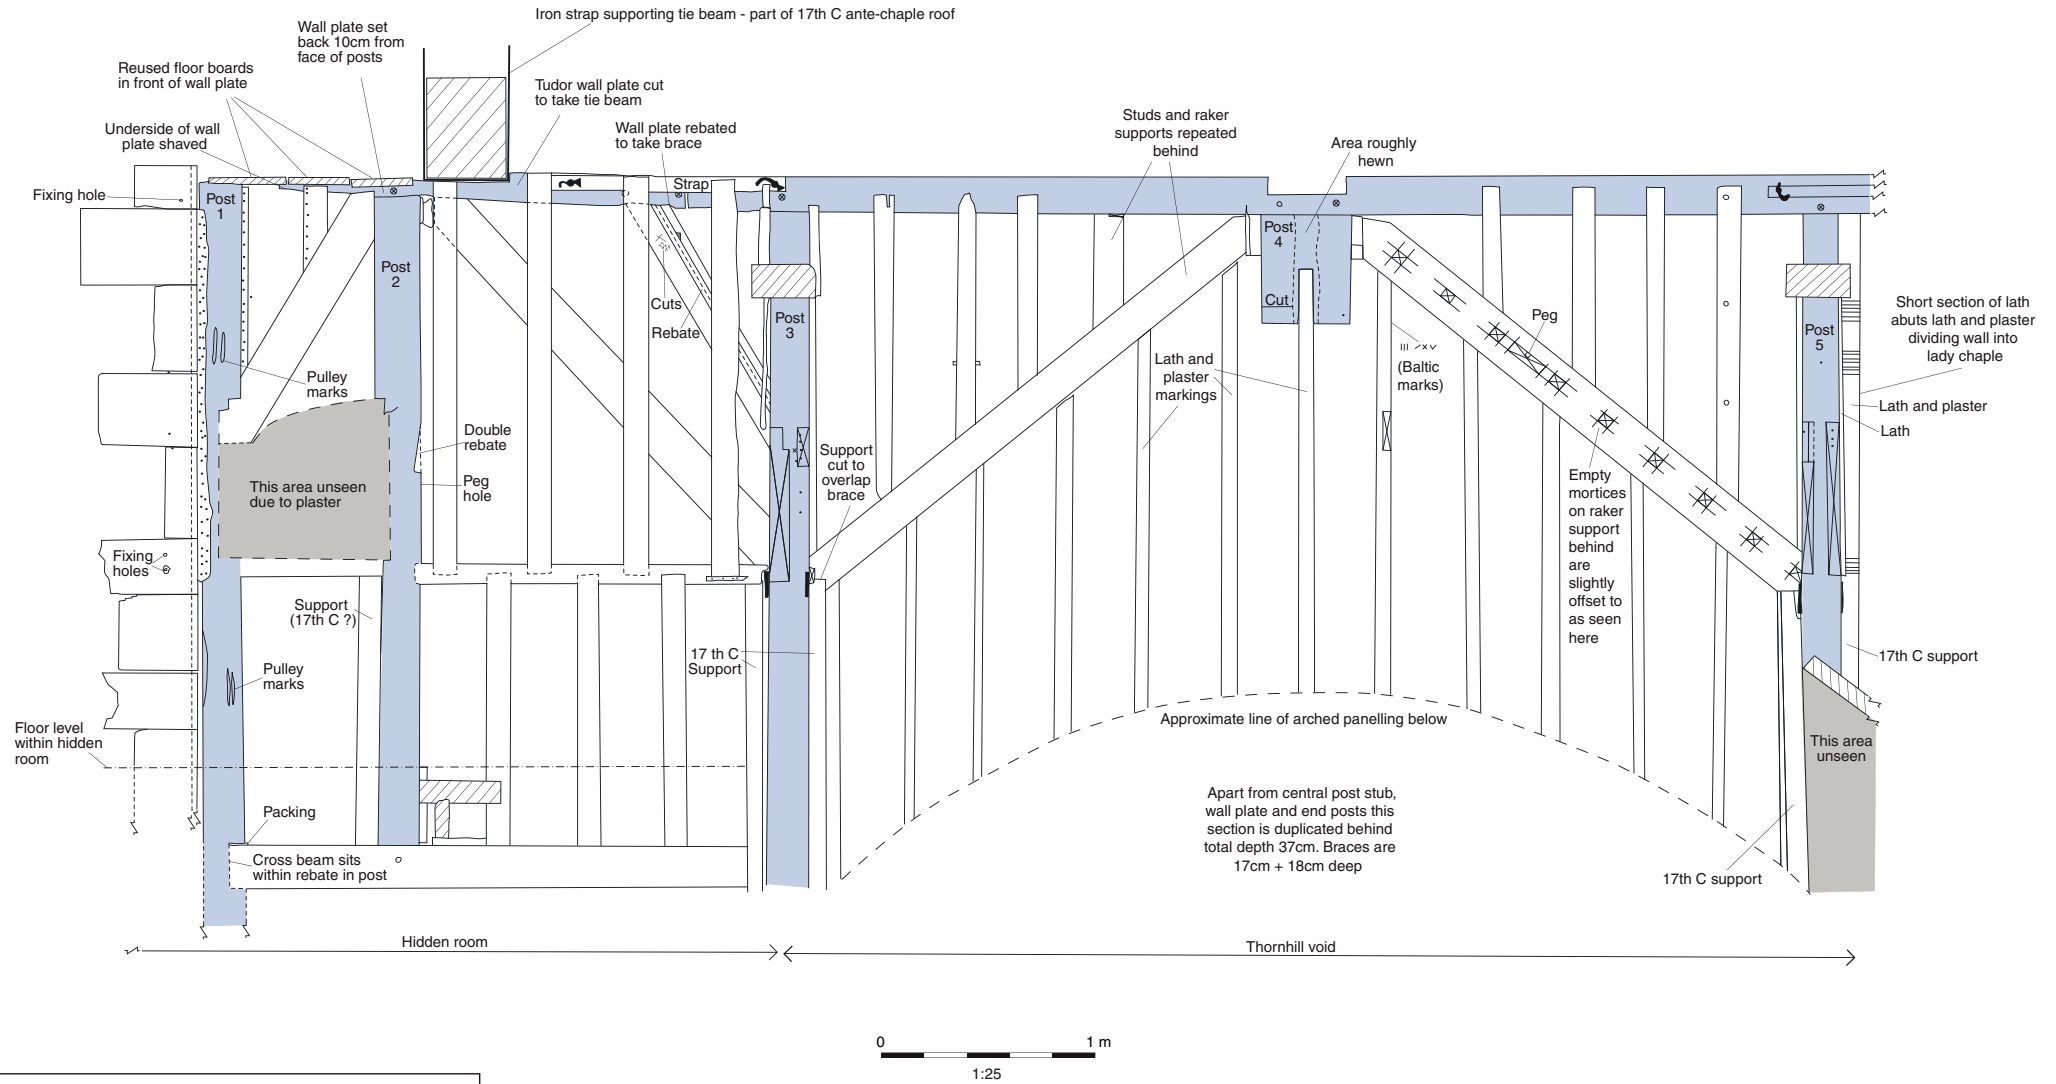 Iron strap supporting tie beam - part of 17th C ante-chaple roof
Wall plate set
back 10cm from
face of posts
Reused floor boards
in front of wall plate
Tudor wall plate cut
to take tie beam
Underside of wall
plate shaved
Wall plate rebated
to take brace
Studs and raker
supports repeated
behind
Area roughly
hewn
Fixing hole
Strap
Post
1
Post
2
Post
3
Post
4
Post
5
Cut
Cuts
Rebate
Peg
Short section of lath
abuts lath and plaster
dividing wall into
lady chaple
Pulley
marks
Lath and
plaster
markings
(Baltic
marks)
Lath and plaster
Lath
Double
rebate
Support
cut to
overlap
brace
Peg
hole
This area unseen
due to plaster
Empty
mortices
on raker
support
behind
are
slightly
offset to
as seen
here
Fixing
holes
Support
(17th C ?)
17 th C
Support
17th C support
Pulley
marks
Floor level
within hidden
room
Approximate line of arched panelling below
This area
unseen
Packing
Apart from central post stub,
wall plate and end posts this
section is duplicated behind
total depth 37cm. Braces are
17cm + 18cm deep
Cross beam sits
within rebate in post
17th C support
Hidden room
Thornhill void
0
1 m
1:25